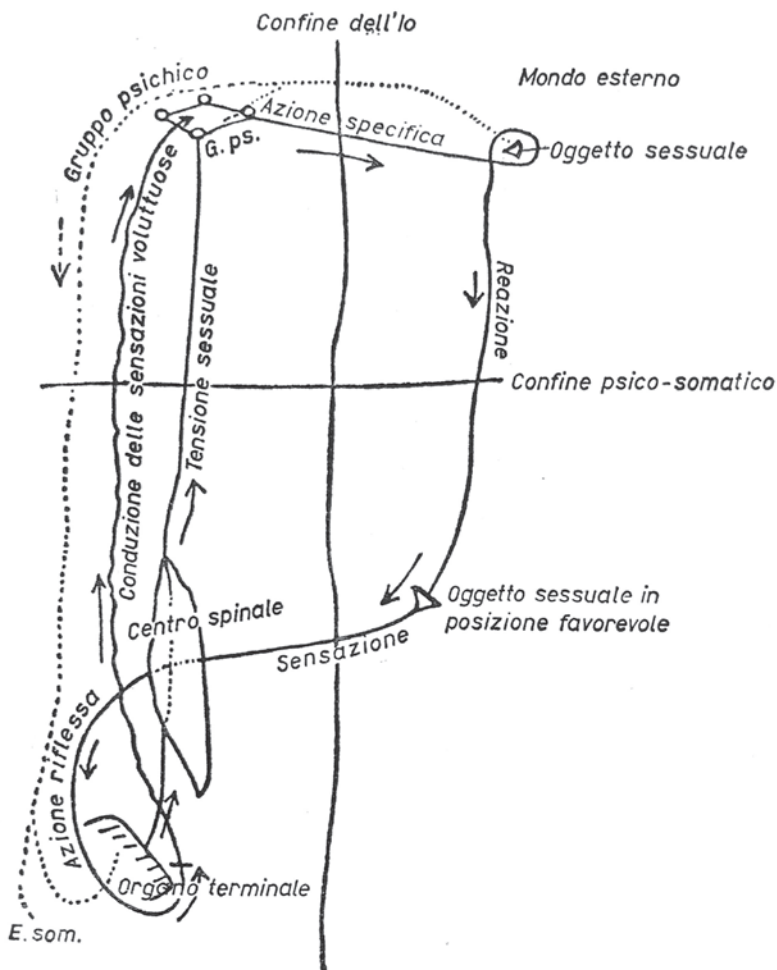 Confine dell'Io
Mondo esterno
Gruppo psichico
G. ps.
Azione specifica
Oggetto sessuale
Conduzione delle sensazioni voluttuose
Tensione sessuale
Reazione
Confine psico-somatico
Oggetto sessuale in
posizione favorevole
Centro spinale
Sensazione
Azione riflessa
Organo terminale
E. som.